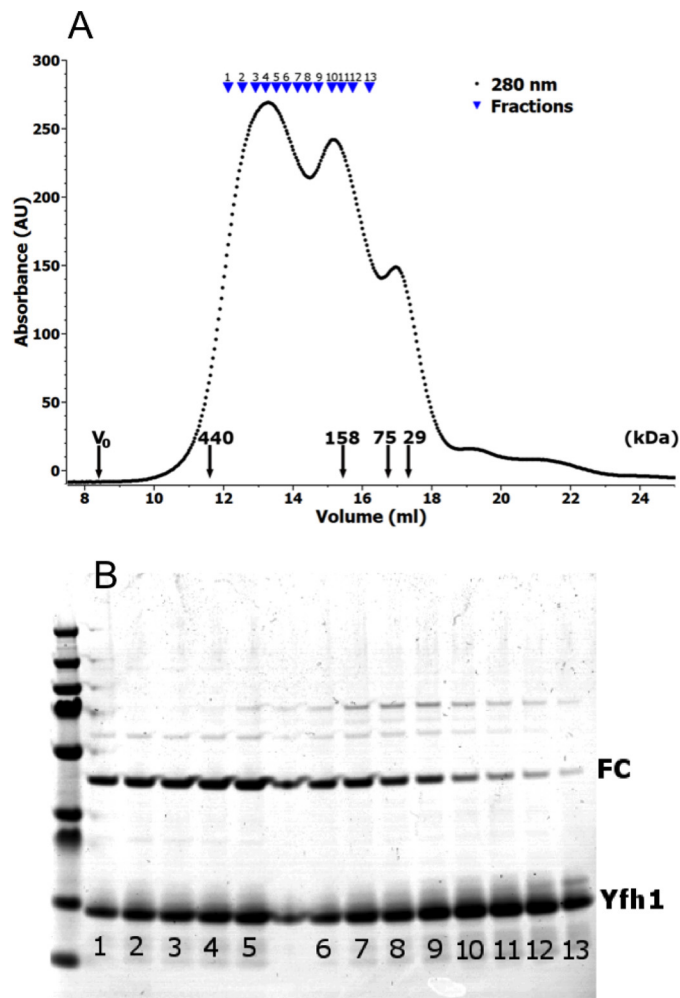 A
300
1 2 3 4 5 6 7 8 9 10 11 12 13
• 280 nm
▼ Fractions
250
200
150
100
50
0
Absorbance (AU)
V0 440 158 75 29 (kDa)
8 10 12 14 16 18 20 22 24
Volume (ml)
B
FC
Yfh1
1 2 3 4 5 6 7 8 9 10 11 12 13